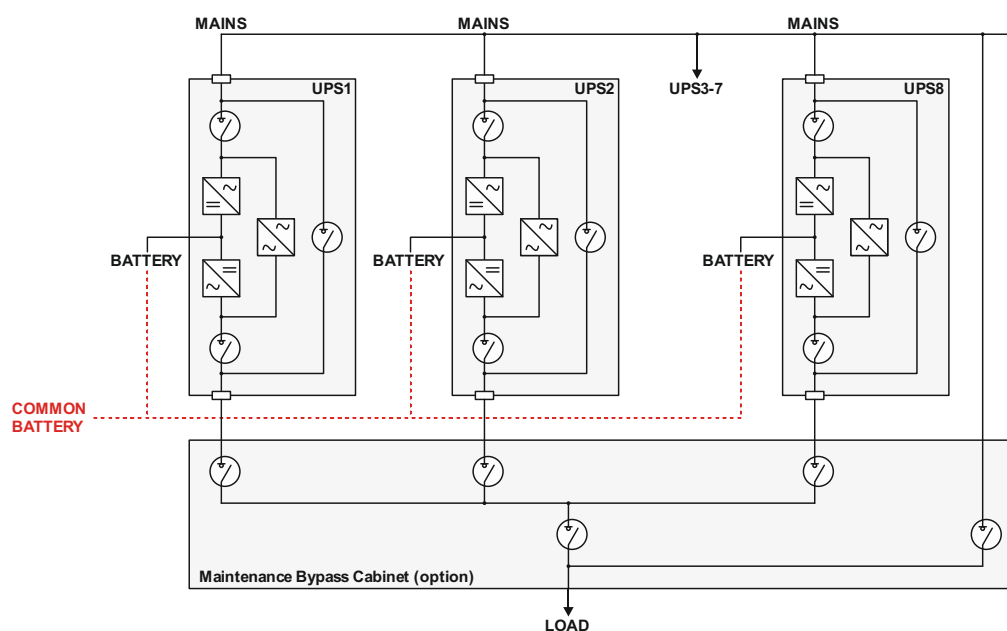 MAINS
MAINS
MAINS
UPS1
UPS2
UPS3-7
UPS8
BATTERY
BATTERY
BATTERY
COMMON
BATTERY
Maintenance Bypass Cabinet (option)
LOAD